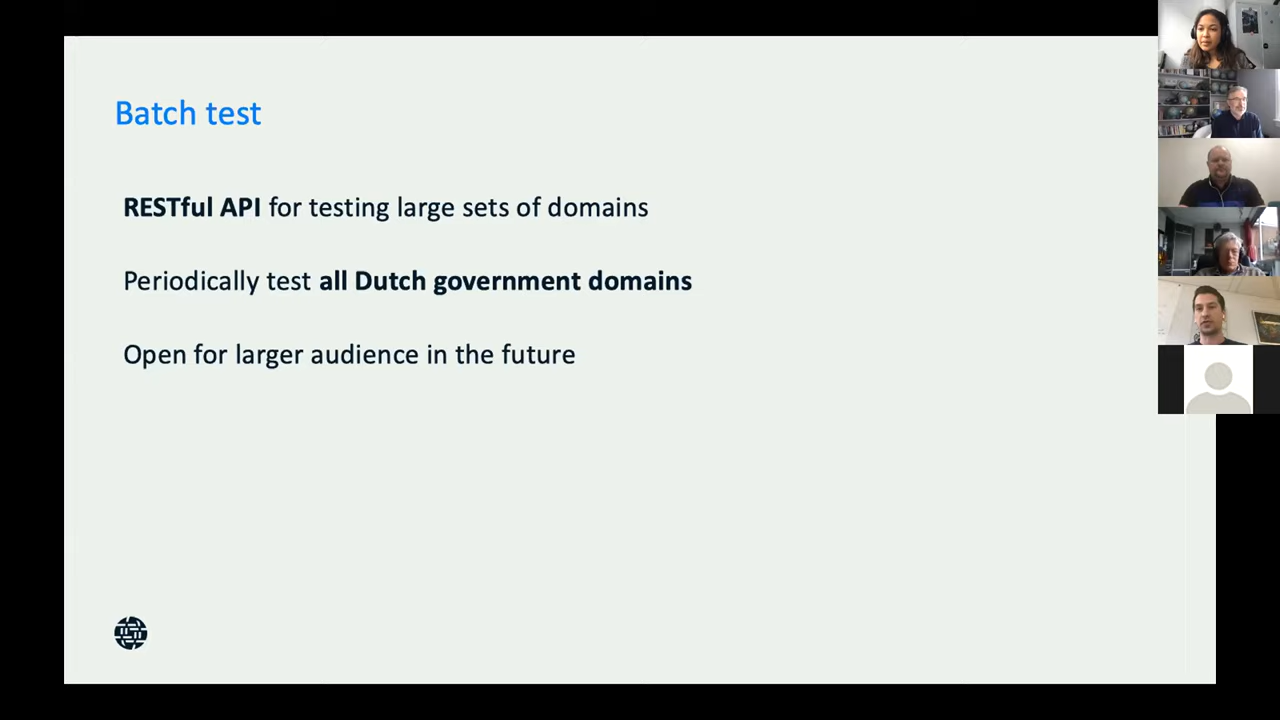 Batch test
RESTful API for testing large sets of domains
Periodically test all Dutch government domains
Open for larger audience in the future